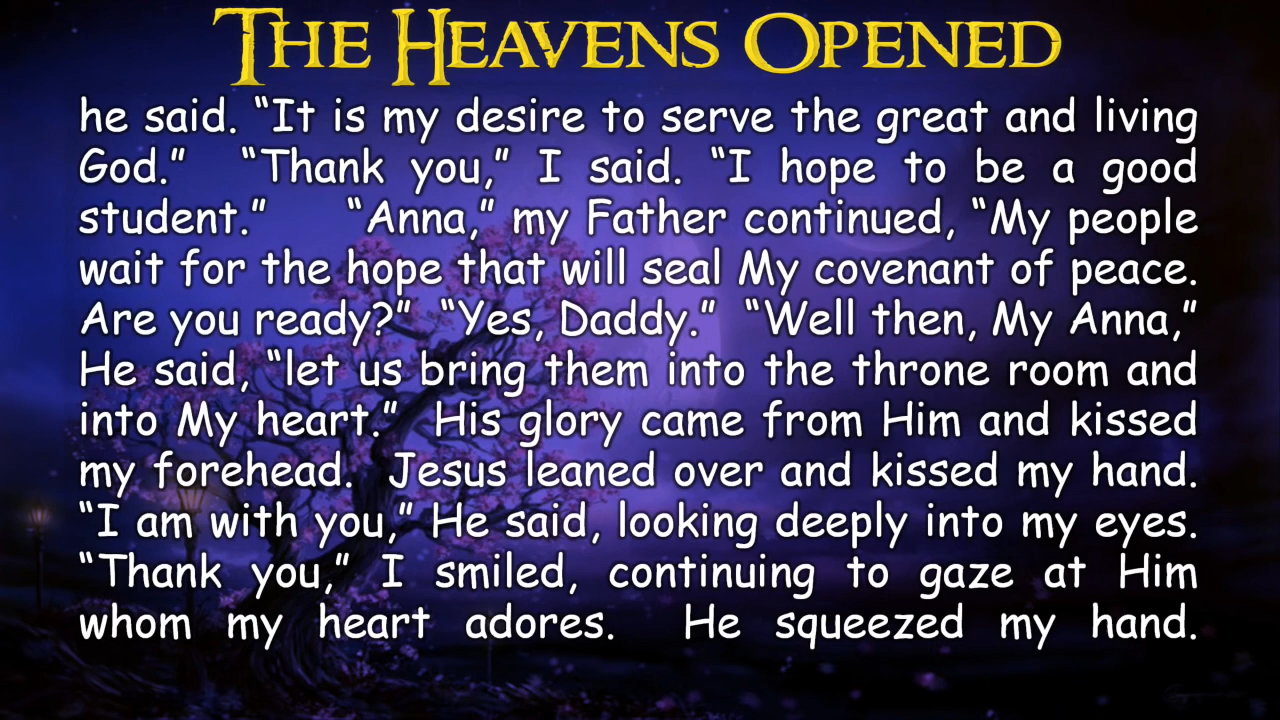 THE HEAVENS OPENED
he said. “It is my desire to serve the great and living
God.” “Thank you,” I said. “I hope to be a good
student.” “Anna,” my Father continued, “My people
wait for the hope that will seal My covenant of peace.
Are you ready?” “Yes, Daddy.” “Well then, My Anna,”
He said, “let us bring them into the throne room and
into My heart.” His glory came from Him and kissed
my forehead. Jesus leaned over and kissed my hand.
“I am with you,” He said, looking deeply into my eyes.
“Thank you,” I smiled, continuing to gaze at Him
whom my heart adores. He squeezed my hand.